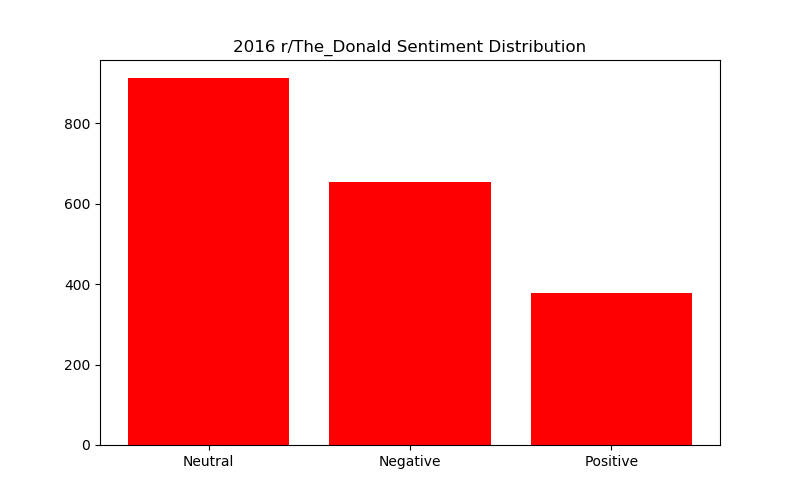 2016 r/The_Donald Sentiment Distribution
800
600
400
200
0
Neutral Negative Positive